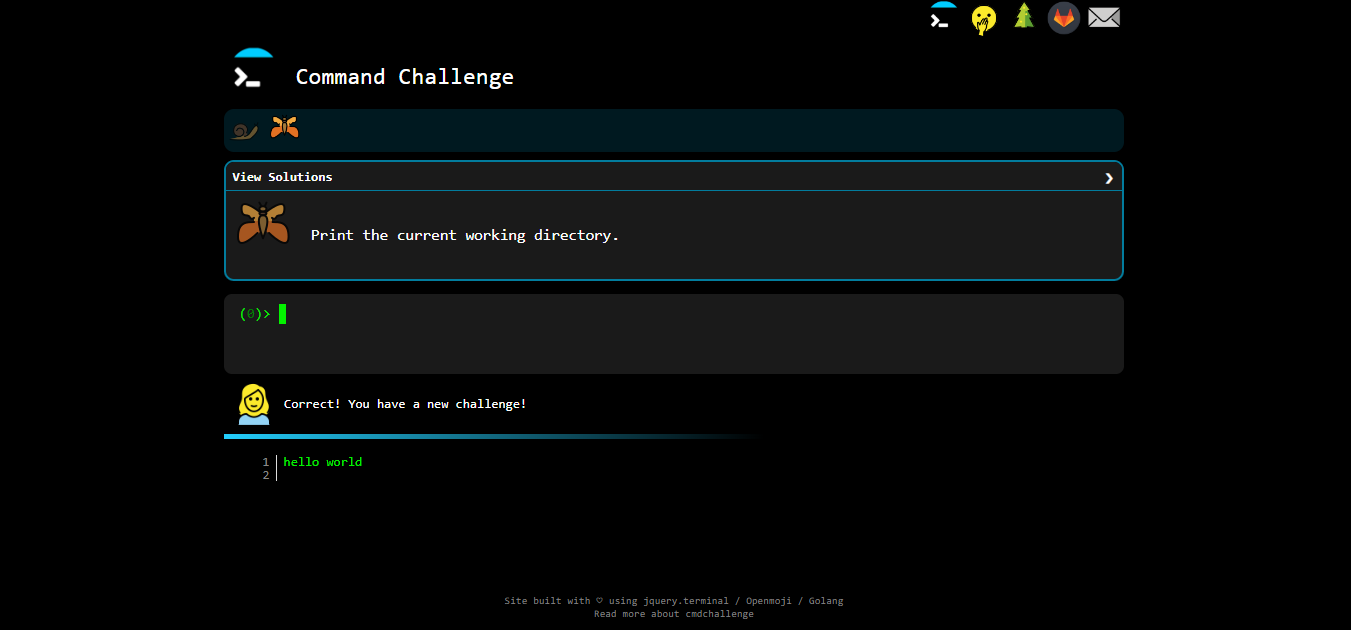 Command Challenge
View Solutions
Print the current working directory.
(0)>
Correct! You have a new challenge!
1 hello world
2
Site built with ♡ using jquery.terminal / Openmoji / Golang
Read more about cmdchallenge